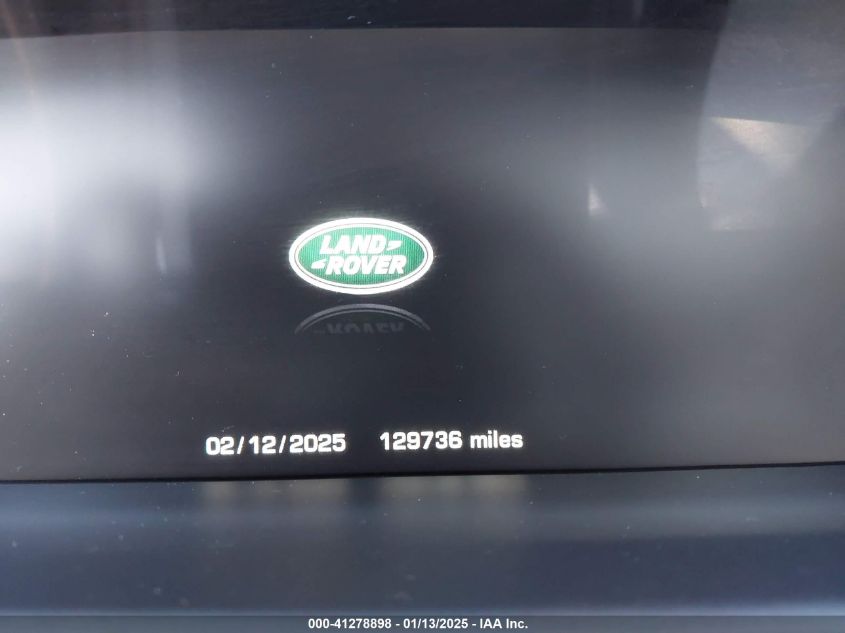 LAND
ROVER
02/12/2025 129736 miles
000-41278898 - 01/13/2025 - IAA Inc.